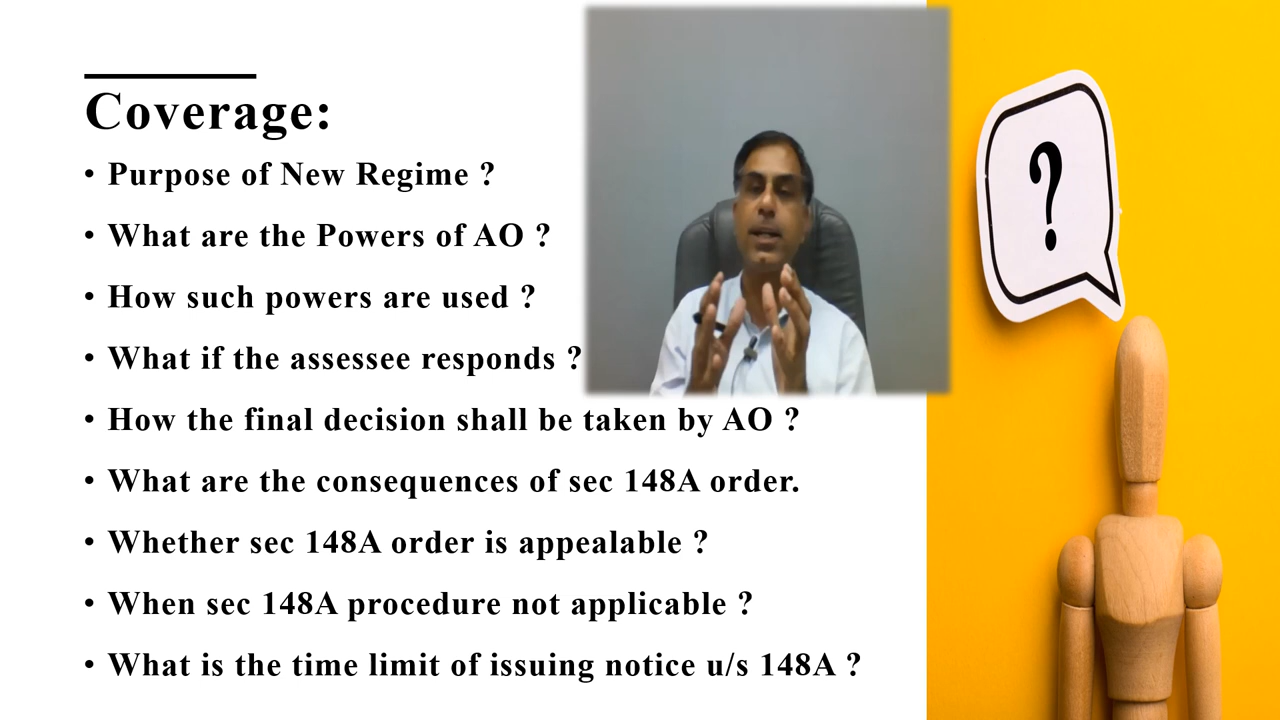 Coverage:
• Purpose of New Regime ?
• What are the Powers of AO ?
• How such powers are used ?
• What if the assessee responds ?
• How the final decision shall be taken by AO ?
• What are the consequences of sec 148A order.
• Whether sec 148A order is appealable ?
• When sec 148A procedure not applicable ?
• What is the time limit of issuing notice u/s 148A ?
?